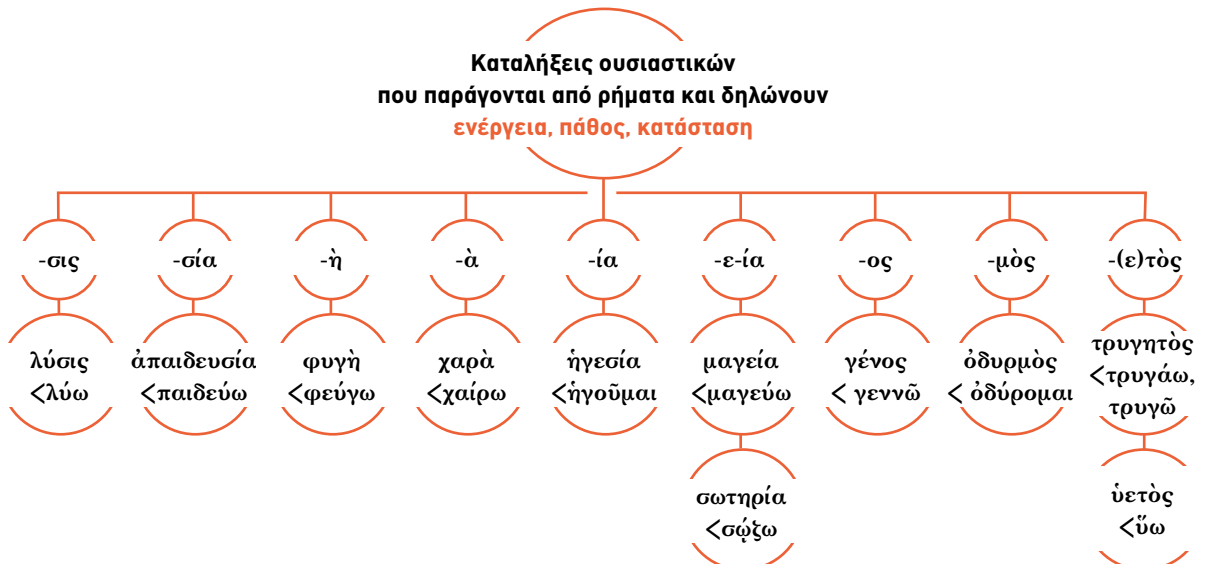 Καταλήξεις ουσιαστικών
που παράγονται από ρήματα και δηλώνουν
ενέργεια, πάθος, κατάσταση
-σις
-σία
-ὴ
-ὰ
-ία
-ε-ία
-ος
-μὸς
-(ε)τὸς
λύσις
<λύω
ἀπαιδευσία
<παιδεύω
φυγὴ
<φεύγω
χαρὰ
<χαίρω
ἡγεσία
<ἡγοῦμαι
μαγεία
<μαγεύω
γένος
< γεννῶ
ὀδυρμὸς
< ὀδύρομαι
τρυγητὸς
<τρυγάω,
τρυγῶ
σωτηρία
<σῴζω
ὑετὸς
<ὕω